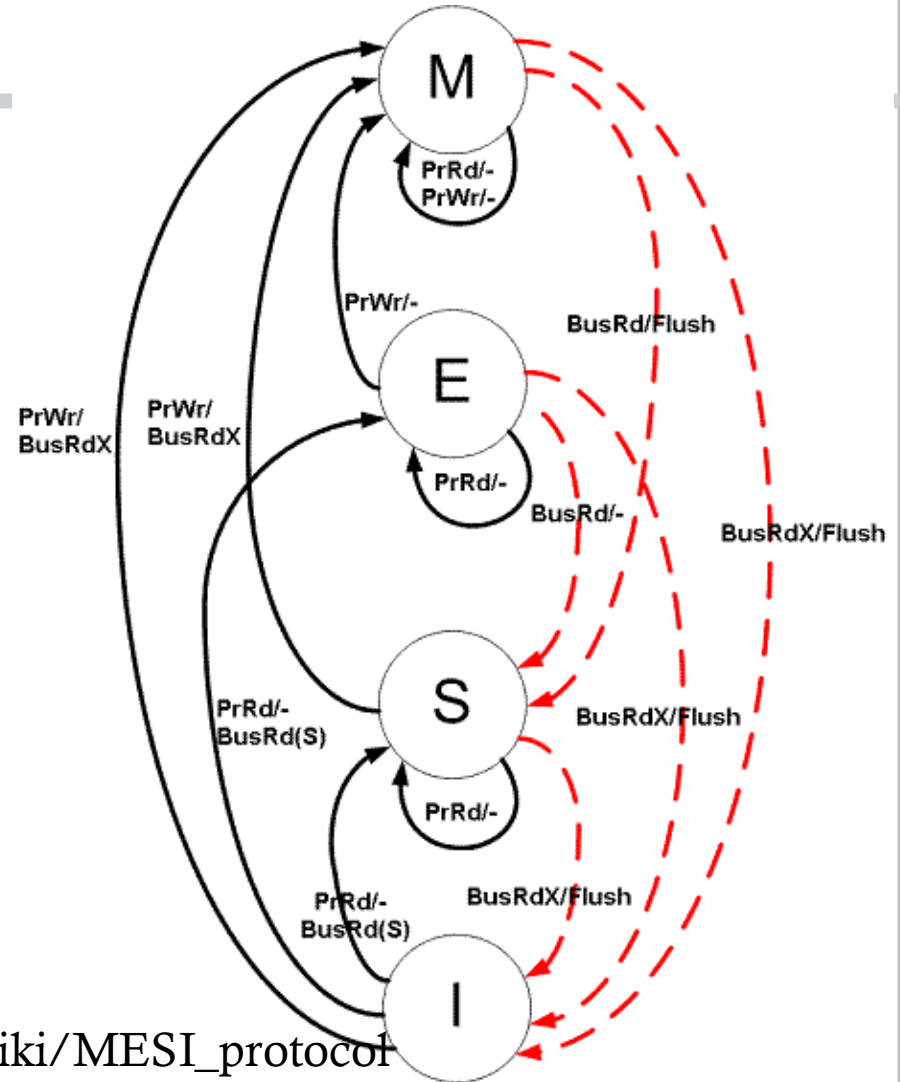 M
PrRd/-
PrWr/-
PrWr/-
BusRd/Flush
E
PrWr/
BusRdX
PrWr/
BusRdX
PrRd/-
BusRd/-
BusRdX/Flush
S
PrRd/-
BusRd(S)
BusRdX/Flush
PrRd/-
PrRd/-
BusRd(S)
BusRdX/Flush
I
iki/MESI_protocol